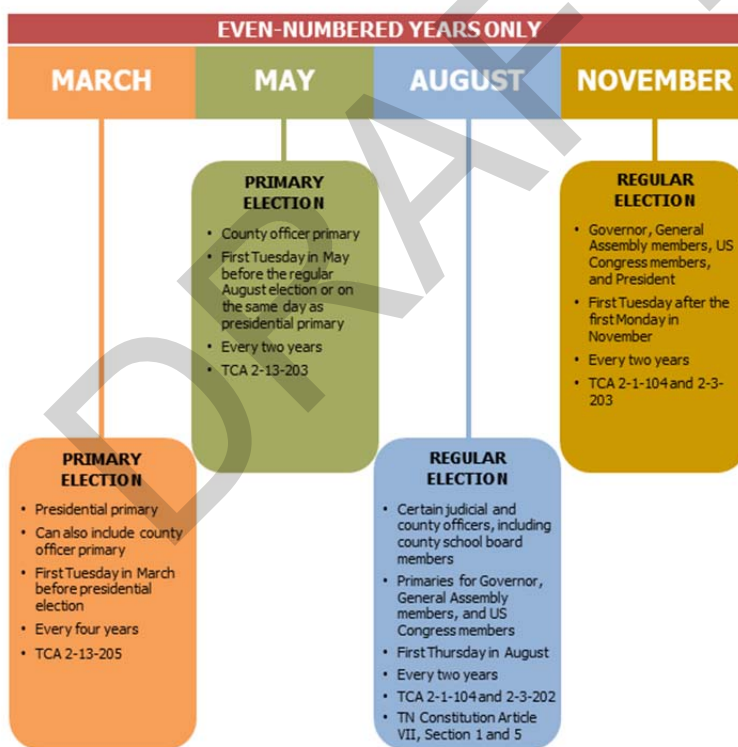 EVEN-NUMBERED YEARS ONLY
MARCH
MAY
AUGUST
NOVEMBER
PRIMARY
ELECTION
• County officer primary
• First Tuesday in May
before the regular
August election or on
the same day as
presidential primary
• Every two years
• TCA 2-13-203
REGULAR
ELECTION
• Governor, General
Assembly members, US
Congress members,
and President
• First Tuesday after the
first Monday in
November
• Every two years
• TCA 2-1-104 and 2-3-
203
PRIMARY
ELECTION
• Presidential primary
• Can also include county
officer primary
• First Tuesday in March
before presidential
election
• Every four years
• TCA 2-13-205
REGULAR
ELECTION
• Certain judicial and
county officers, including
county school board
members
• Primaries for Governor,
General Assembly
members, and US
Congress members
• First Thursday in August
• Every two years
• TCA 2-1-104 and 2-3-202
• TN Constitution Article
VII, Section 1 and 5
DRAF